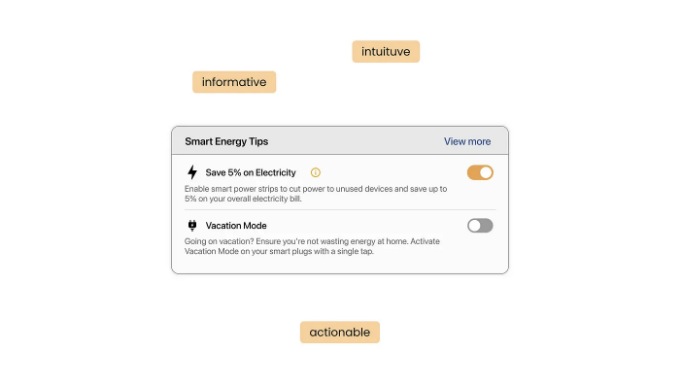 intuituve
informative
Smart Energy Tips
View more
Save 5% on Electricity
Enable smart power strips to cut power to unused devices and save up to
5% on your overall electricity bill.
Vacation Mode
Going on vacation? Ensure you're not wasting energy at home. Activate
Vacation Mode on your smart plugs with a single tap.
actionable